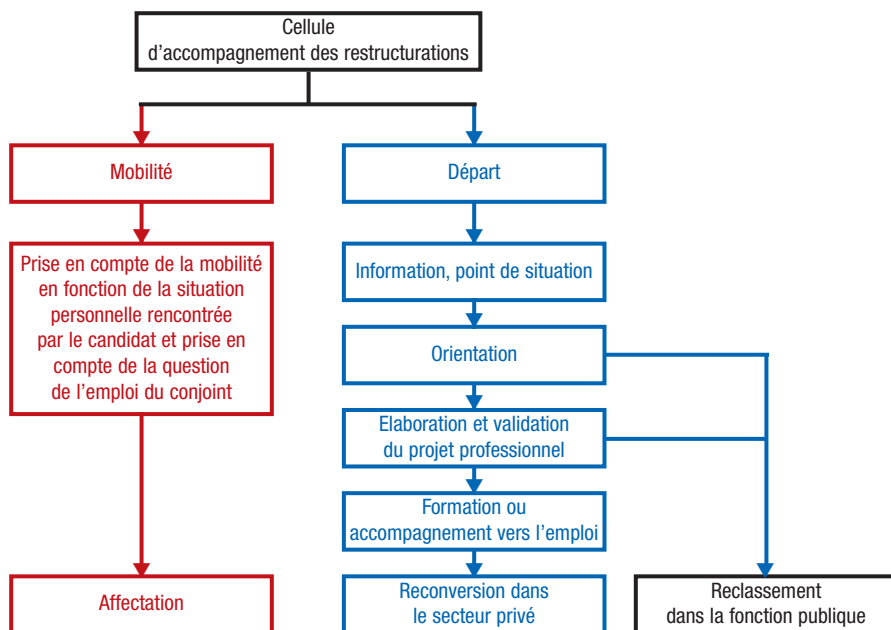 Cellule
d’accompagnement des restructurations
Mobilité
Départ
Prise en compte de la mobilité
en fonction de la situation
personnelle rencontrée
par le candidat et prise en
compte de la question
de l’emploi du conjoint
Information, point de situation
Orientation
Elaboration et validation
du projet professionnel
Formation ou
accompagnement vers l’emploi
Affectation
Reconversion dans
le secteur privé
Reclassement
dans la fonction publique